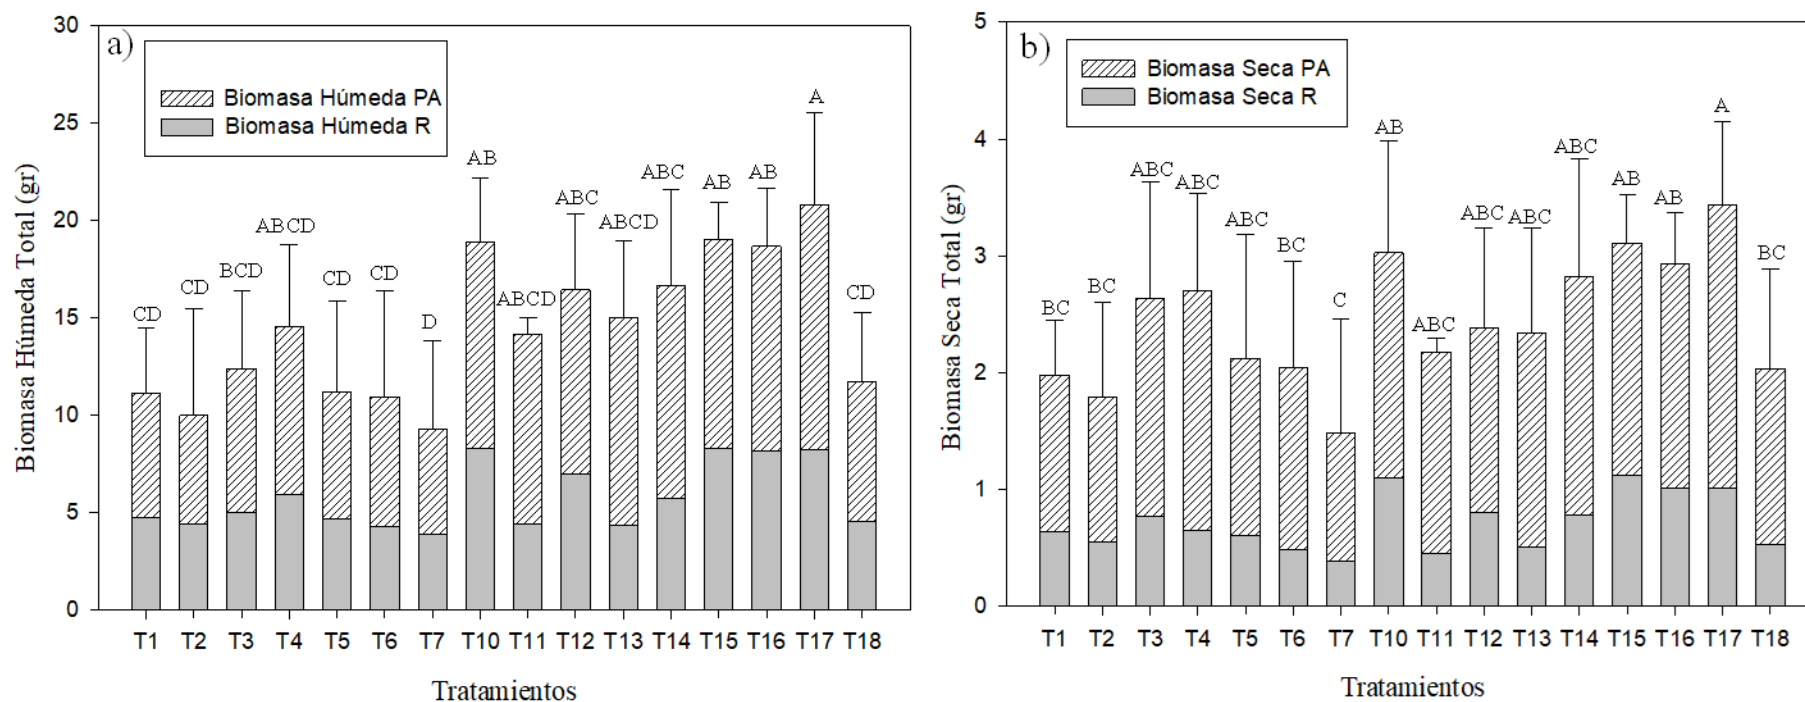 a)
Biomasa Húmeda PA
Biomasa Húmeda R
Biomasa Húmeda Total (gr)
30
25
20
15
10
5
0
CD
CD
BCD
ABCD
CD
CD
D
AB
ABCD
ABC
ABCD
ABC
AB
AB
A
CD
T1 T2 T3 T4 T5 T6 T7 T10 T11 T12 T13 T14 T15 T16 T17 T18
Tratamientos
b)
Biomasa Seca PA
Biomasa Seca R
Biomasa Seca Total (gr)
5
4
3
2
1
0
BC
BC
ABC
ABC
ABC
BC
C
AB
ABC
ABC
ABC
ABC
AB
AB
A
BC
T1 T2 T3 T4 T5 T6 T7 T10 T11 T12 T13 T14 T15 T16 T17 T18
Tratamientos